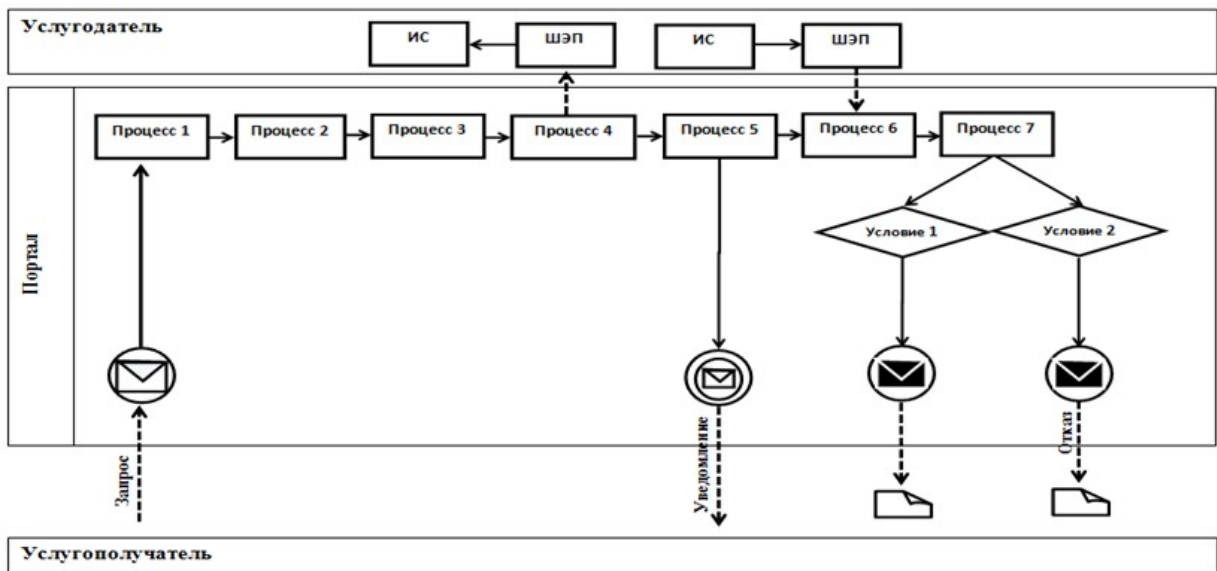 Услугодатель
ИС
ШЭП
ИС
ШЭП
Портал
Процесс 1
Процесс 2
Процесс 3
Процесс 4
Процесс 5
Процесс 6
Процесс 7
Условие 1
Условие 2
Запрос
Уведомление
Отказ
Услугополучатель